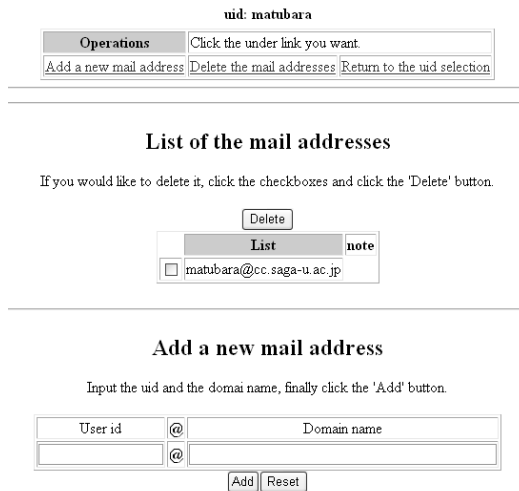 uid: matubara
Operations Click the under link you want.
Add a new mail address Delete the mail addresses Return to the uid selection
List of the mail addresses
If you would like to delete it, click the checkboxes and click the 'Delete' button.
Delete
List note
matubara@cc.saga-u.ac.jp
Add a new mail address
Input the uid and the domai name, finally click the 'Add' button.
User id @ Domain name
@
Add Reset